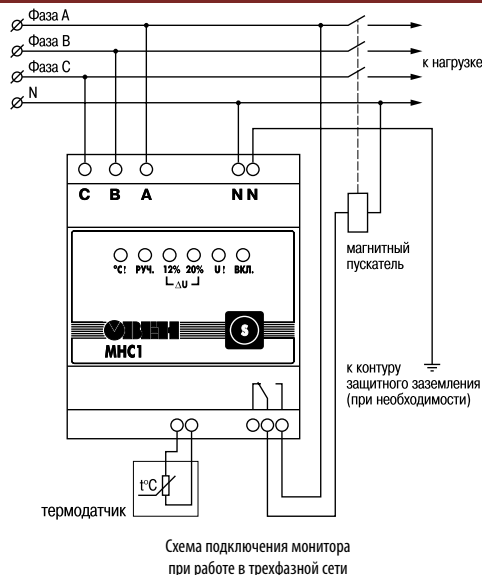 Фаза А
Фаза В
Фаза С
N
к нагрузке
C B A N N
магнитный
пускатель
°C! РУЧ. 12% 20% U! ВКЛ.
ΔU
ОВЕН
S
МНС1
к контуру
защитного заземления
(при необходимости)
t°C
термодатчик
Схема подключения монитора
при работе в трехфазной сети